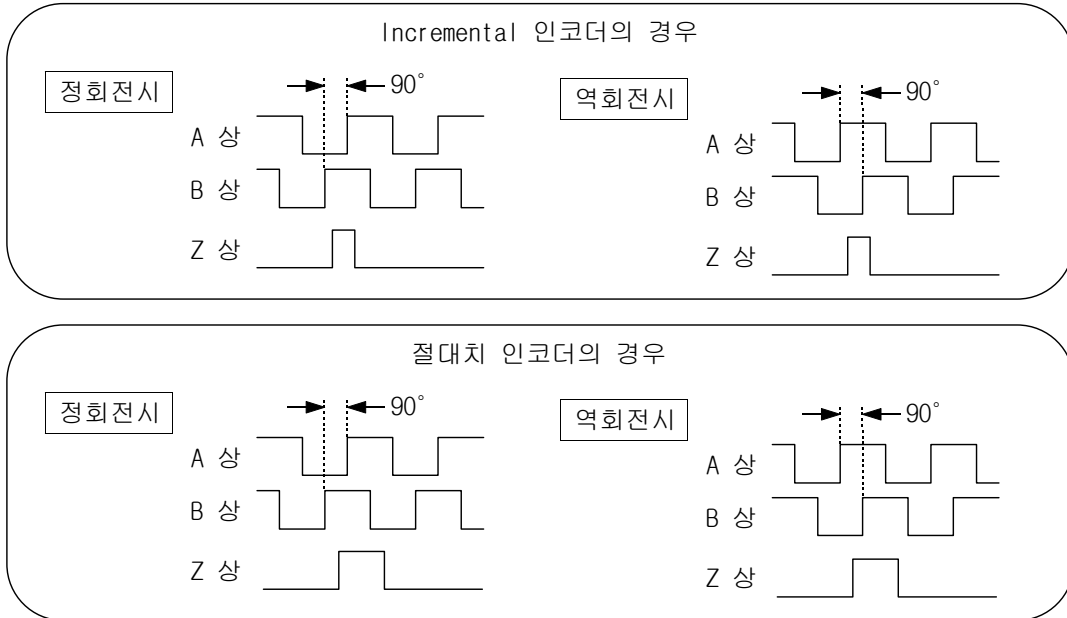 Incremental 인코더의 경우
정회전시
90°
A 상
B 상
Z 상
역회전시
90°
A 상
B 상
Z 상
절대치 인코더의 경우
정회전시
90°
A 상
B 상
Z 상
역회전시
90°
A 상
B 상
Z 상